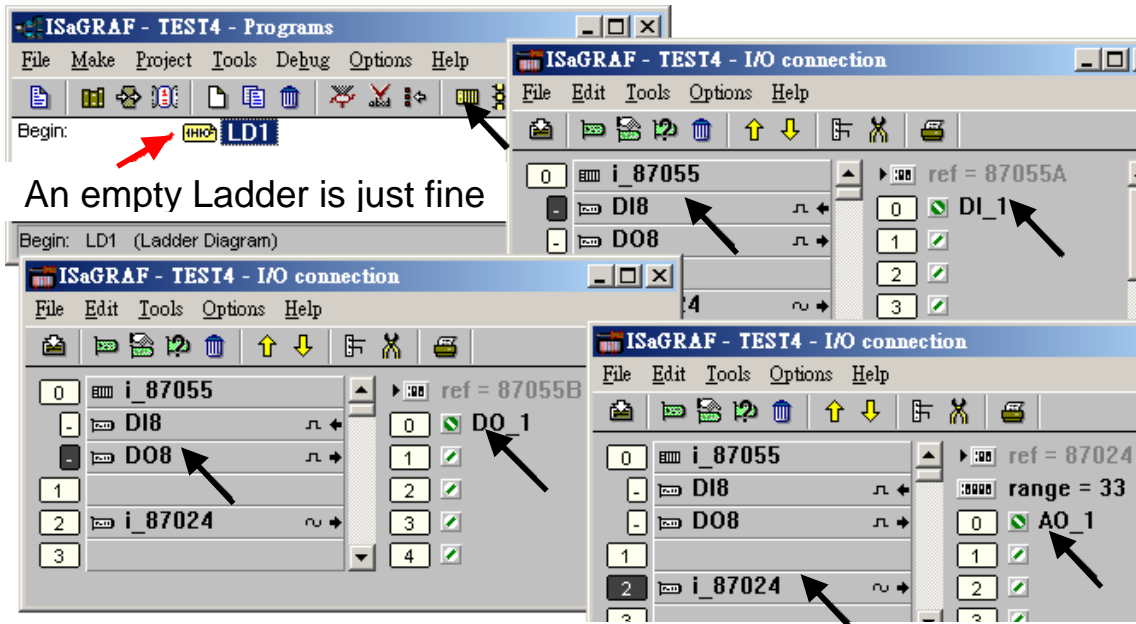 ISaGRAF - TEST4 - Programs
File Make Project Tools Debug Options Help
Begin: LD1
An empty Ladder is just fine
Begin: LD1 (Ladder Diagram)
ISaGRAF - TEST4 - I/O connection
File Edit Tools Options Help
0 i_87055
- DI8
- DO8
ref = 87055A
0 DI_1
1
2
3
ISaGRAF - TEST4 - I/O connection
File Edit Tools Options Help
0 i_87055
- DI8
- DO8
1
2 i_87024
3
ref = 87055B
0 DO_1
1
2
3
4
ISaGRAF - TEST4 - I/O connection
File Edit Tools Options Help
0 i_87055
- DI8
- DO8
1
2 i_87024
3
ref = 87024
range = 33
0 AO_1
1
2
3